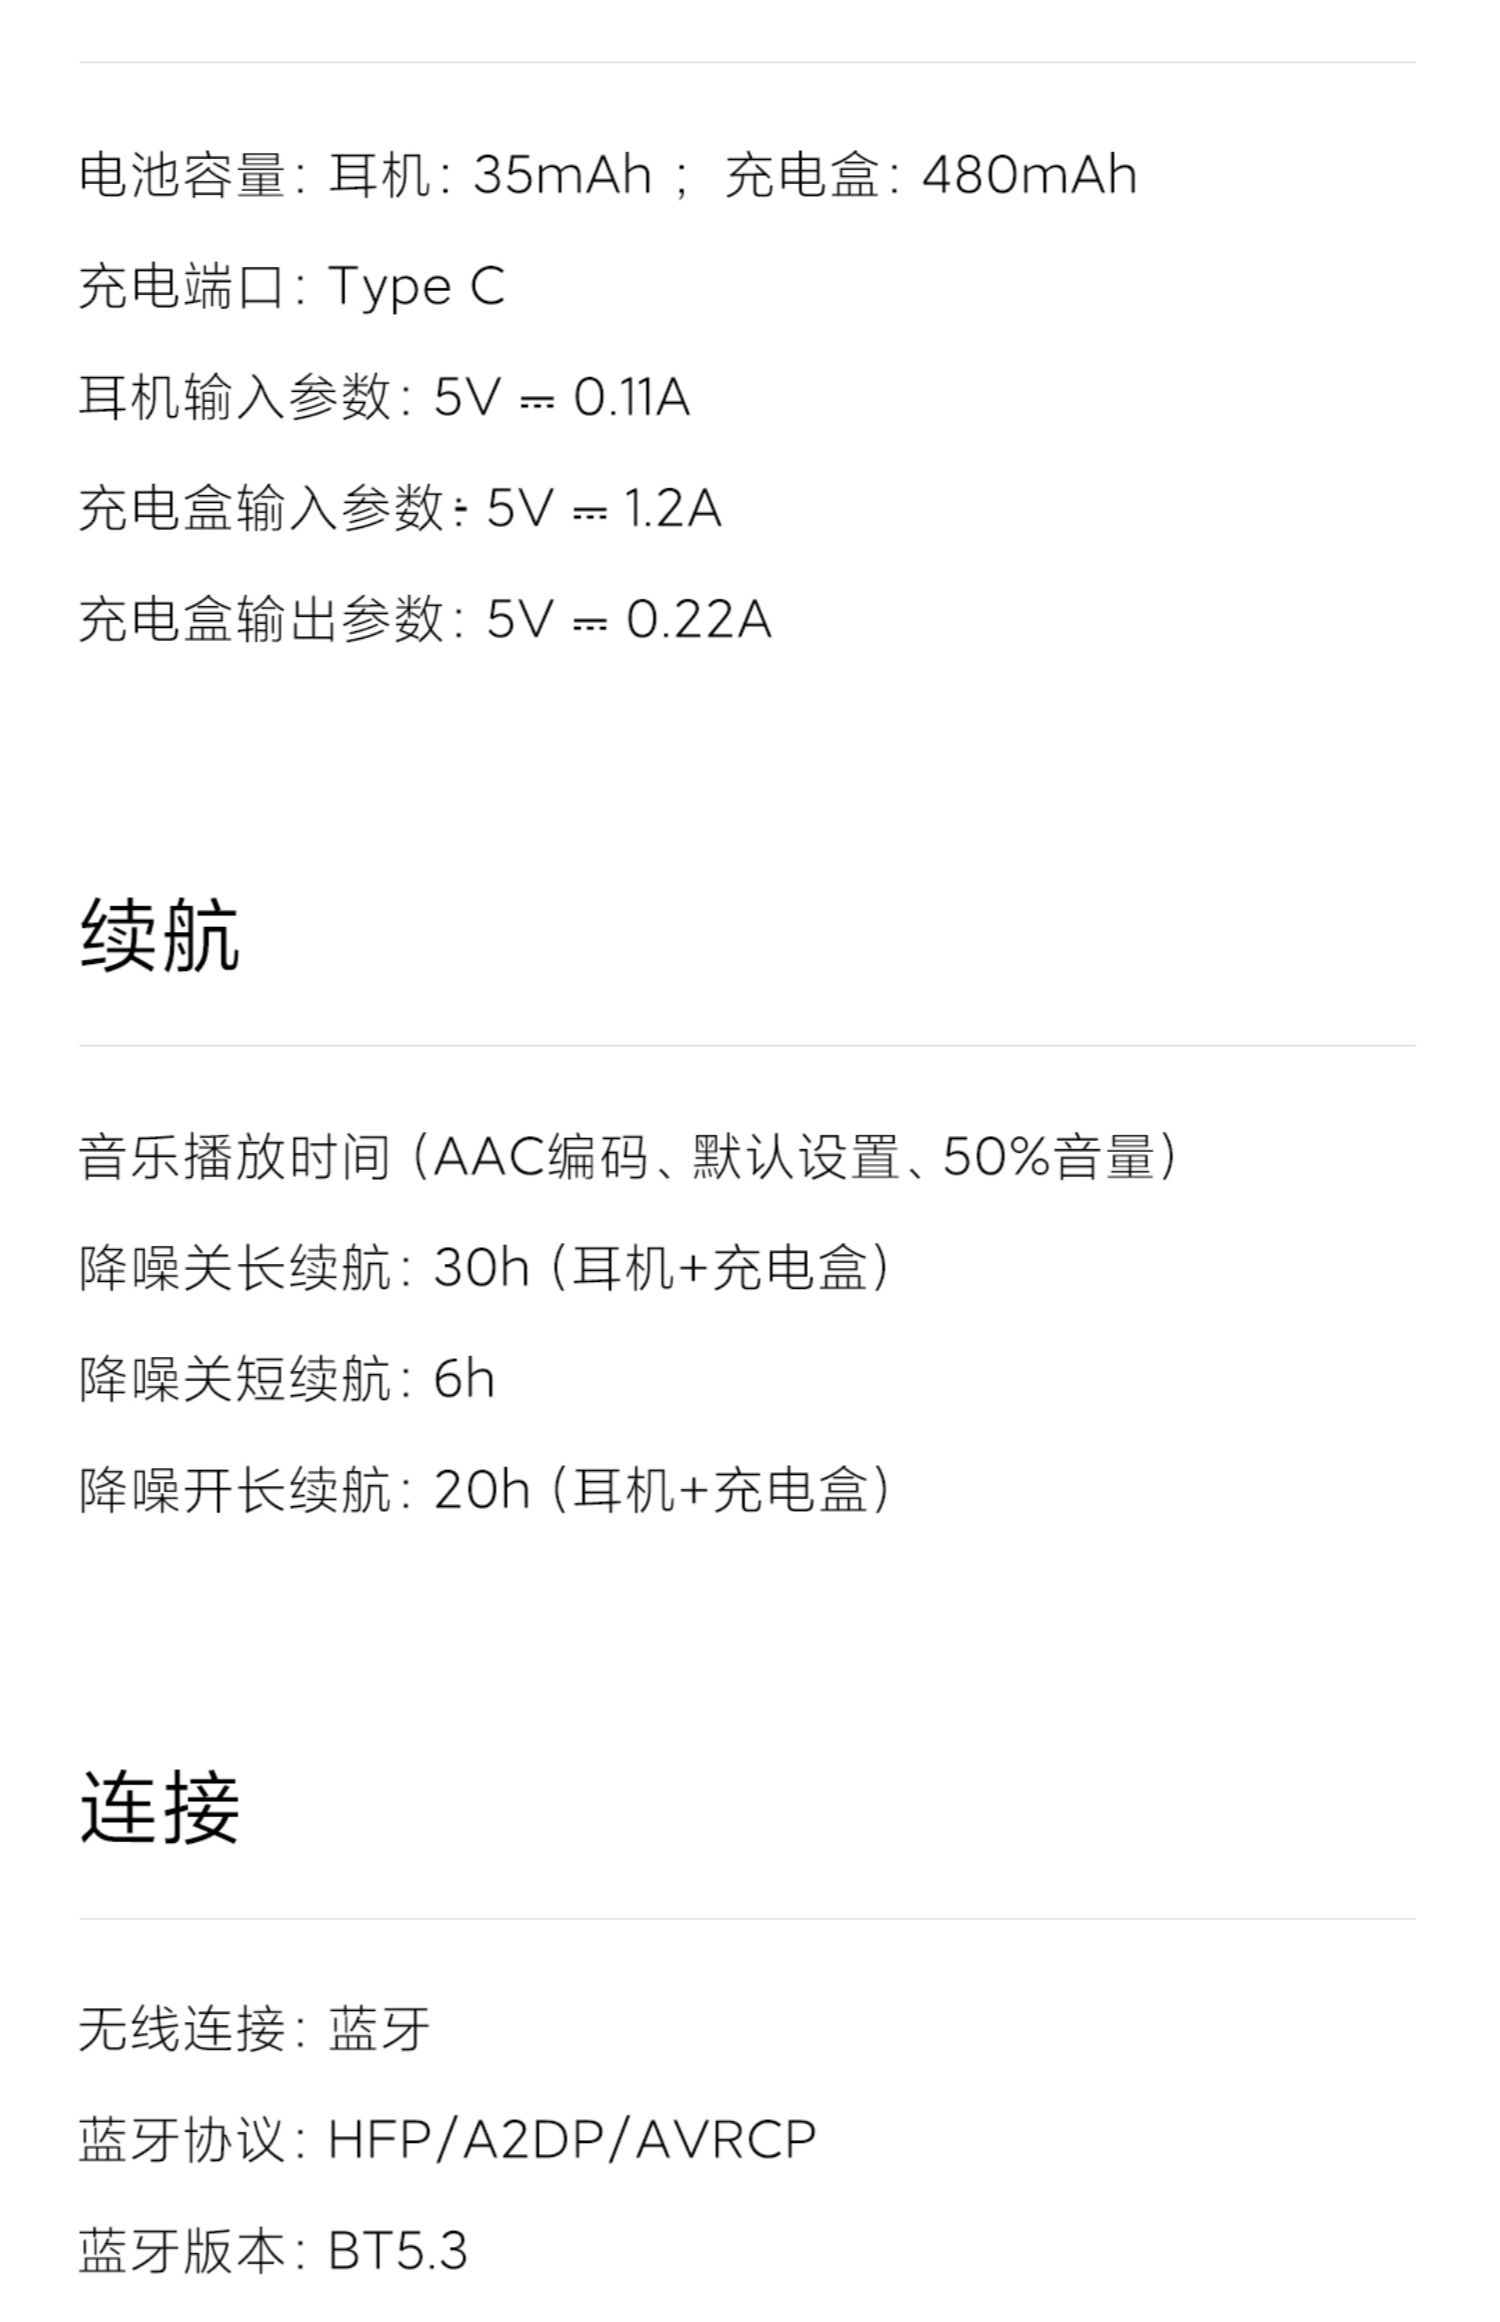 电池容量：耳机：35mAh ；充电盒：480mAh
充电端口：Type C
耳机输入参数：5V ⎓ 0.11A
充电盒输入参数：5V ⎓ 1.2A
充电盒输出参数：5V ⎓ 0.22A
续航
音乐播放时间（AAC编码、默认设置、50%音量）
降噪关长续航：30h（耳机+充电盒）
降噪关短续航：6h
降噪开长续航：20h（耳机+充电盒）
连接
无线连接：蓝牙
蓝牙协议：HFP/A2DP/AVRCP
蓝牙版本：BT5.3